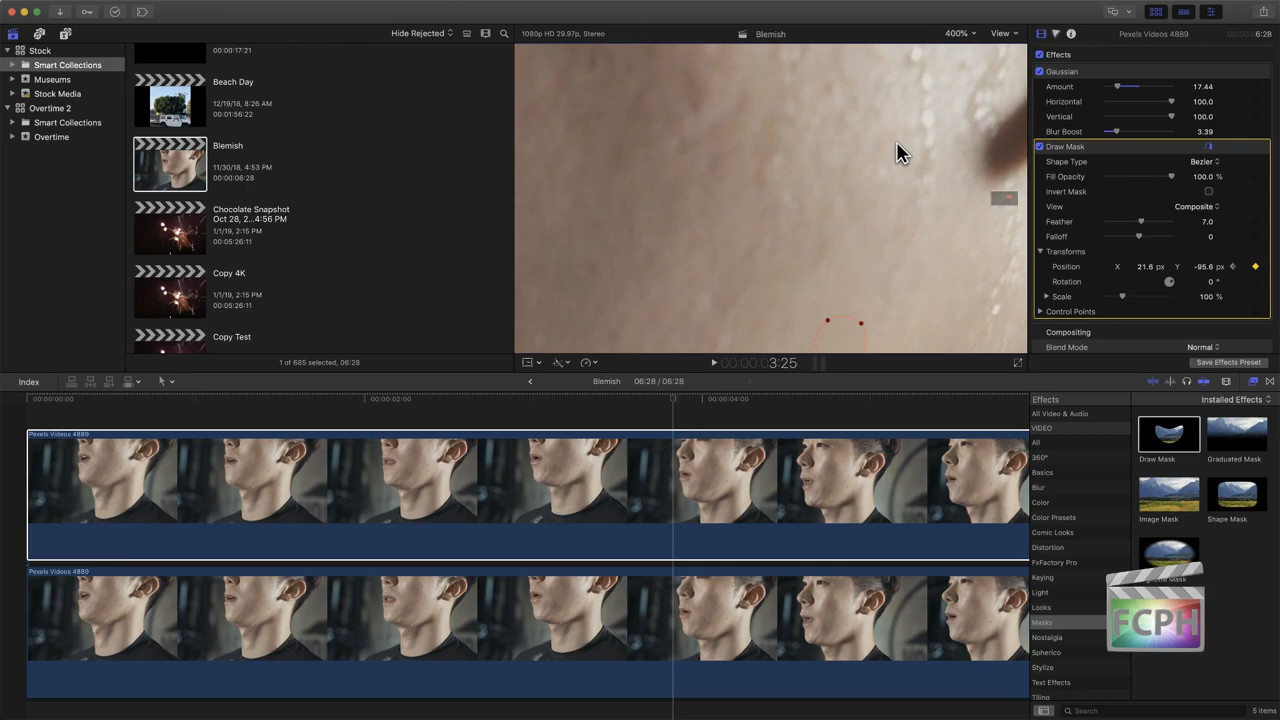 Hide Rejected
1080p HD 29.97p, Stereo
Blemish
400%
View
Pexels Videos 4889
6:28
Stock
Smart Collections
Museums
Stock Media
Overtime 2
Smart Collections
Overtime
00:00:17:21
Beach Day
12/19/18, 8:26 AM
00:01:56:22
Blemish
11/30/18, 4:53 PM
00:00:06:28
Chocolate Snapshot
Oct 28, 2...4:56 PM
1/1/19, 2:15 PM
00:05:26:11
Copy 4K
1/1/19, 2:15 PM
00:05:26:11
Copy Test
1 of 685 selected, 06:28
00:00:03:25
Effects
Gaussian
Amount 17.44
Horizontal 100.0
Vertical 100.0
Blur Boost 3.39
Draw Mask
Shape Type Bezier
Fill Opacity 100.0 %
Invert Mask
View Composite
Feather 7.0
Falloff 0
Transforms
Position X 21.6 px Y -95.6 px
Rotation 0 °
Scale 100 %
Control Points
Compositing
Blend Mode Normal
Save Effects Preset
Index
Blemish 06:28 / 06:28
00:00:00:00
00:00:02:00
00:00:04:00
Pexels Videos 4889
Pexels Videos 4889
Effects
Installed Effects
All Video & Audio
VIDEO
All
360°
Basics
Blur
Color
Color Presets
Comic Looks
Distortion
FxFactory Pro
Keying
Light
Looks
Masks
Nostalgia
Spherico
Stylize
Text Effects
Tiling
Draw Mask
Graduated Mask
Image Mask
Shape Mask
Mask
FCPH
Search
5 items